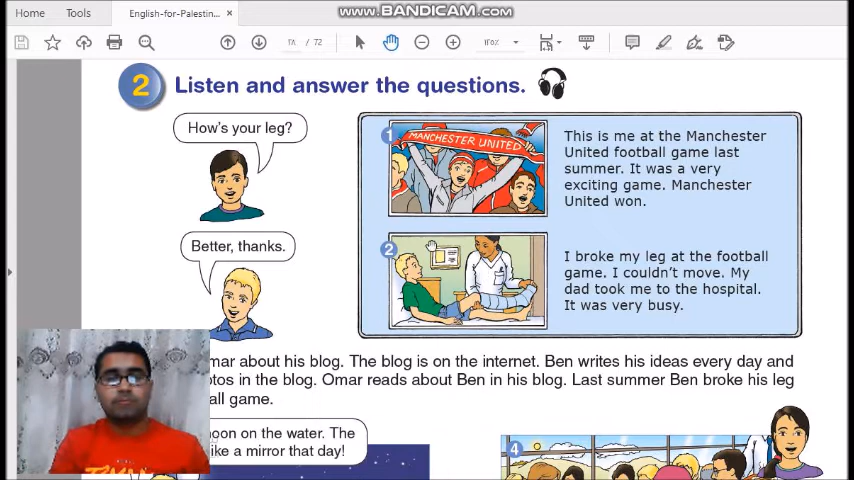 www.BANDICAM.com
Home
Tools
English-for-Palestin...
/ 72
2 Listen and answer the questions.
How's your leg?
Better, thanks.
1
MANCHESTER UNITED
This is me at the Manchester
United football game last
summer. It was a very
exciting game. Manchester
United won.
2
I broke my leg at the football
game. I couldn't move. My
dad took me to the hospital.
It was very busy.
mar about his blog. The blog is on the internet. Ben writes his ideas every day and
otos in the blog. Omar reads about Ben in his blog. Last summer Ben broke his leg
all game.
noon on the water. The
ike a mirror that day!
4